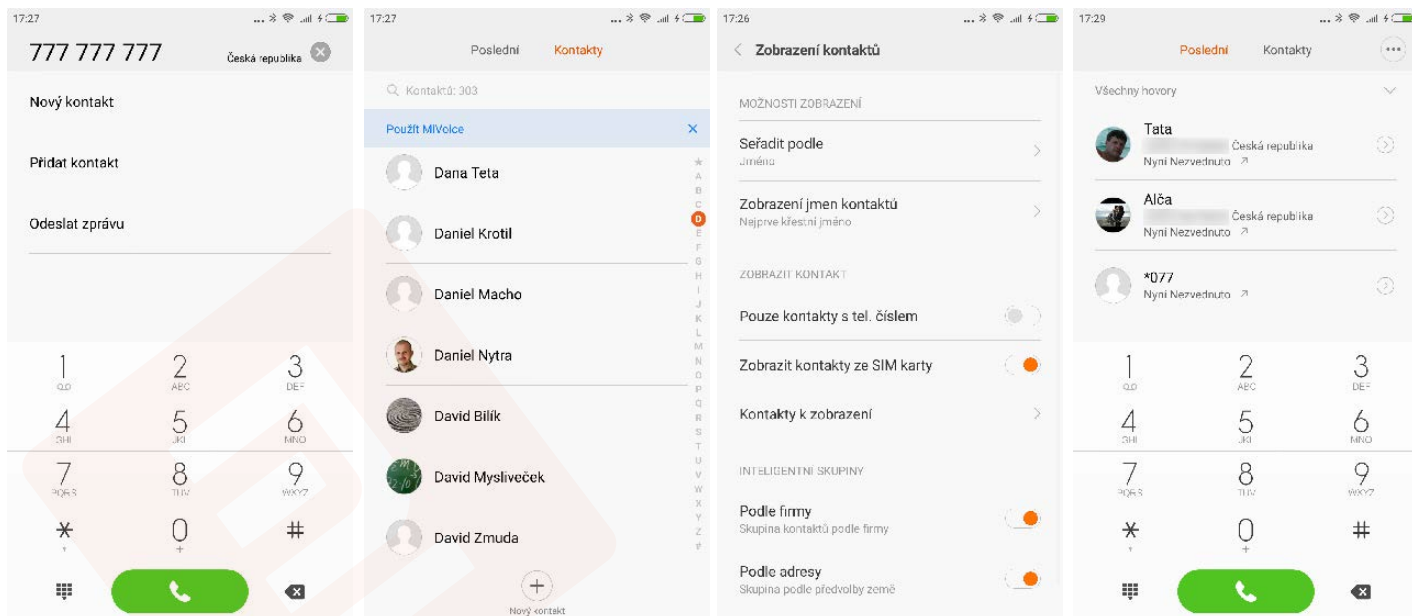 17:27
...
777 777 777
Česká republika
Nový kontakt
Přidat kontakt
Odeslat zprávu
1
2
ABC
3
DEF
4
GHI
5
JKL
6
MNO
7
PQRS
8
TUV
9
WXYZ
*
,
0
+
#
17:27
...
Poslední
Kontakty
Kontaktů: 303
Použít MiVoice
Dana Teta
Daniel Krotil
Daniel Macho
Daniel Nytra
David Bilík
David Mysliveček
David Zmuda
Nový kontakt
A
B
C
D
E
F
G
H
I
J
K
L
M
N
O
P
Q
R
S
T
U
V
W
X
Y
Z
#
17:26
...
Zobrazení kontaktů
MOŽNOSTI ZOBRAZENÍ
Seřadit podle
Jméno
Zobrazení jmen kontaktů
Nejprve křestní jméno
ZOBRAZIT KONTAKT
Pouze kontakty s tel. číslem
Zobrazit kontakty ze SIM karty
Kontakty k zobrazení
INTELIGENTNÍ SKUPINY
Podle firmy
Skupina kontaktů podle firmy
Podle adresy
Skupina podle předvolby země
17:29
...
Poslední
Kontakty
Všechny hovory
Tata
Česká republika
Nyní Nezvednuto
Alča
Česká republika
Nyní Nezvednuto
*077
Nyní Nezvednuto
1
2
ABC
3
DEF
4
GHI
5
JKL
6
MNO
7
PQRS
8
TUV
9
WXYZ
*
,
0
+
#